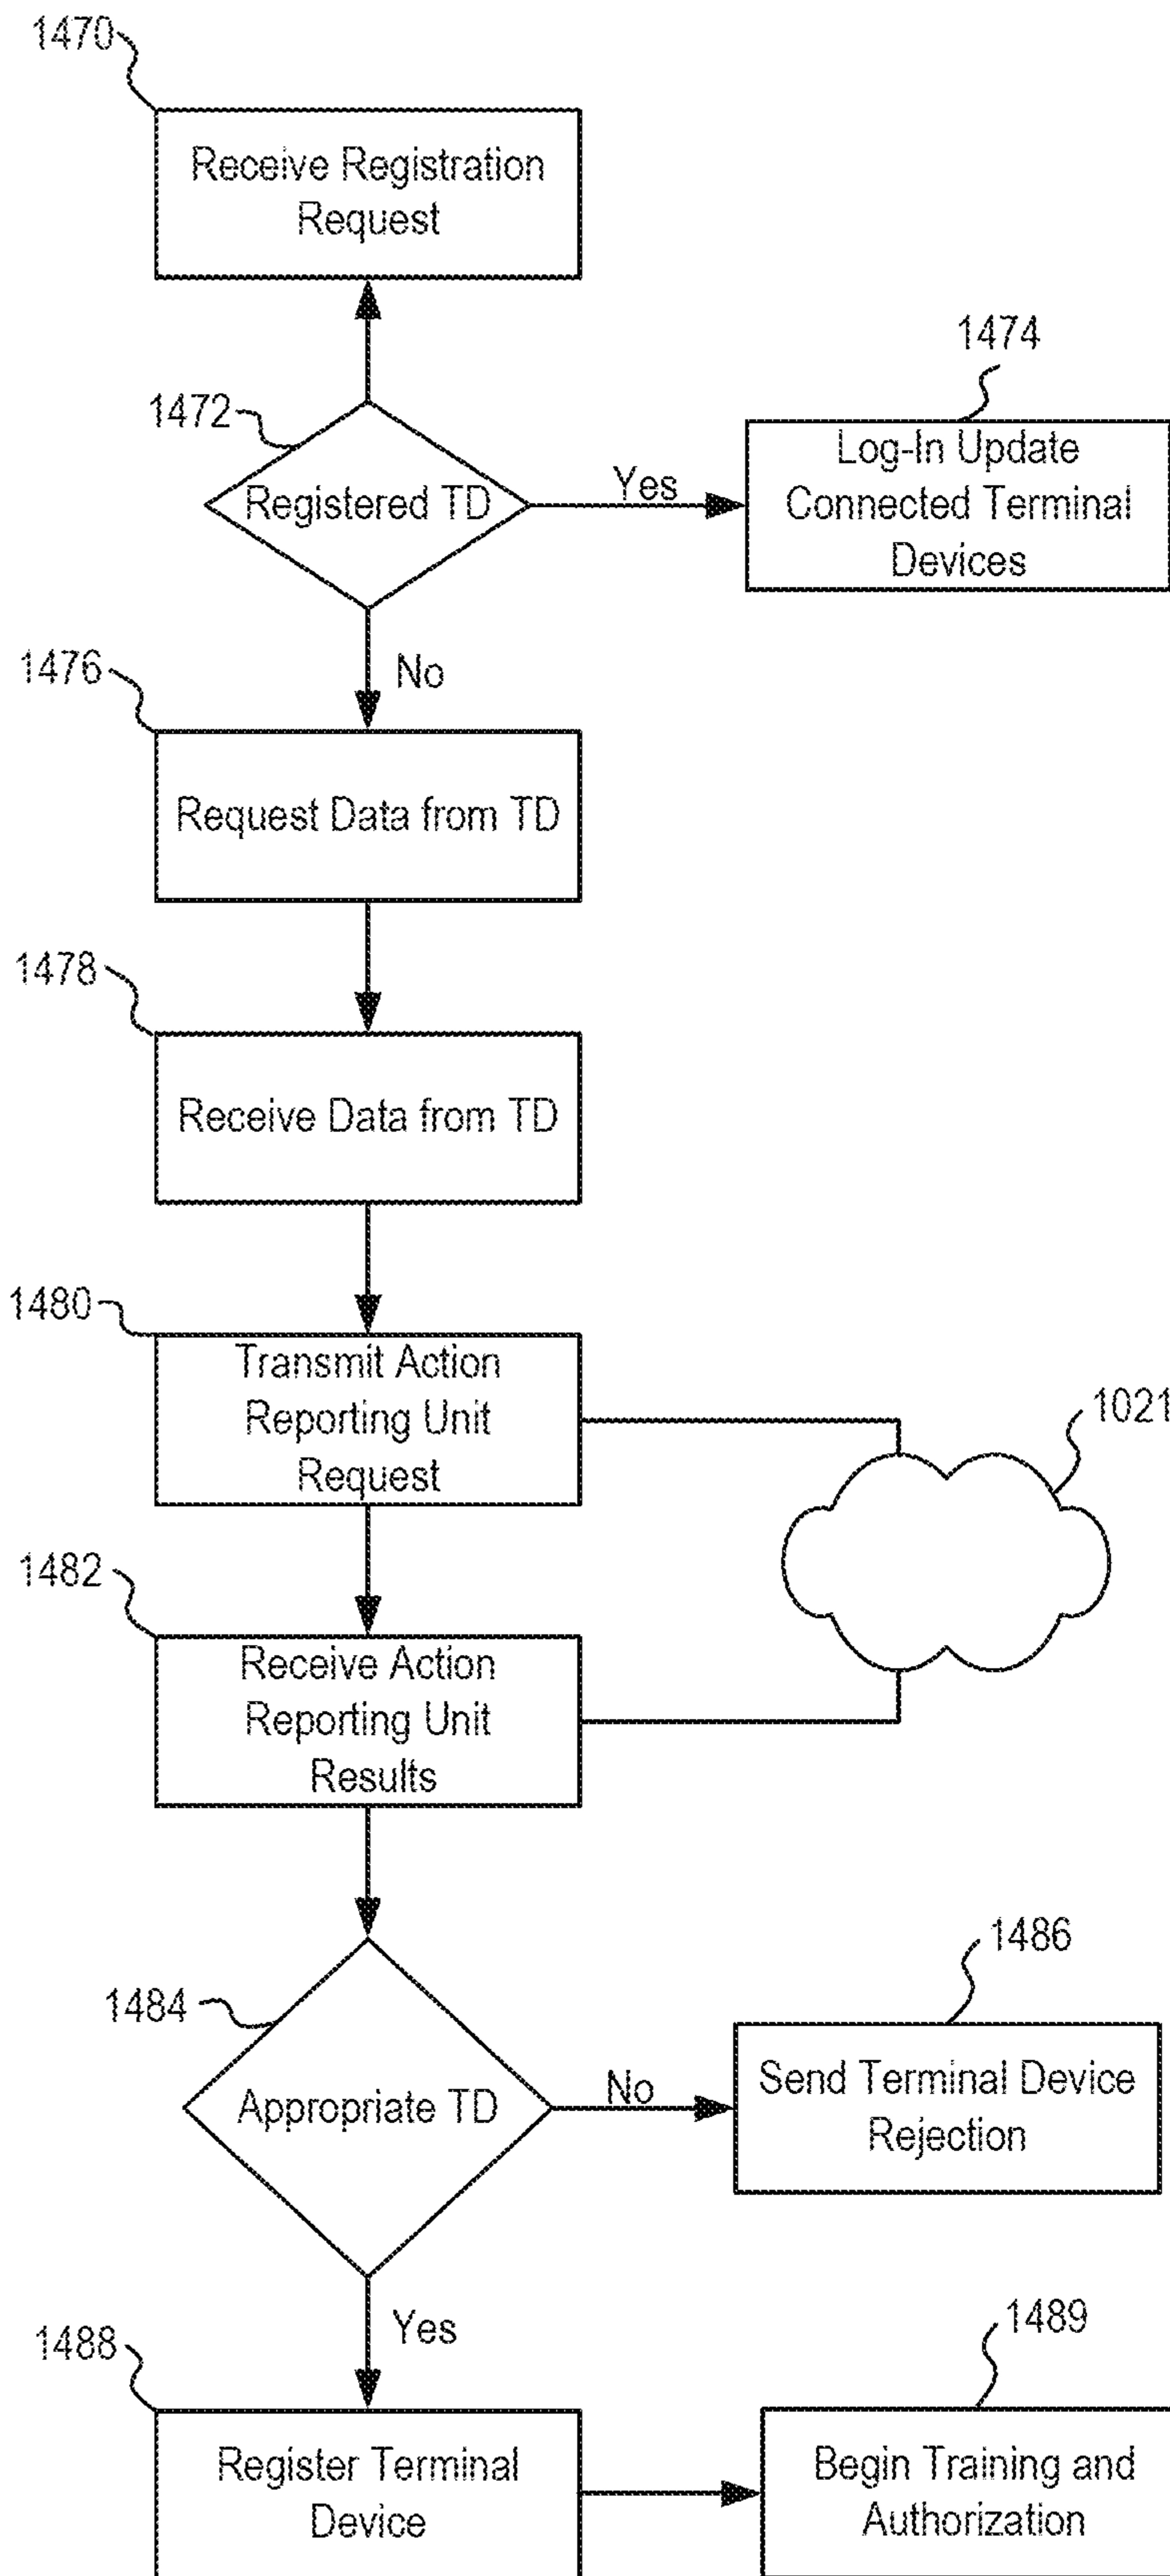 1470
Receive Registration
Request
1474
1472
Registered TD
Yes
Log-In Update
Connected Terminal
Devices
No
1476
Request Data from TD
1478
Receive Data from TD
1480
Transmit Action
Reporting Unit
Request
1021
1482
Receive Action
Reporting Unit
Results
1486
1484
Appropriate TD
No
Send Terminal Device
Rejection
Yes
1488
1489
Register Terminal
Device
Begin Training and
Authorization